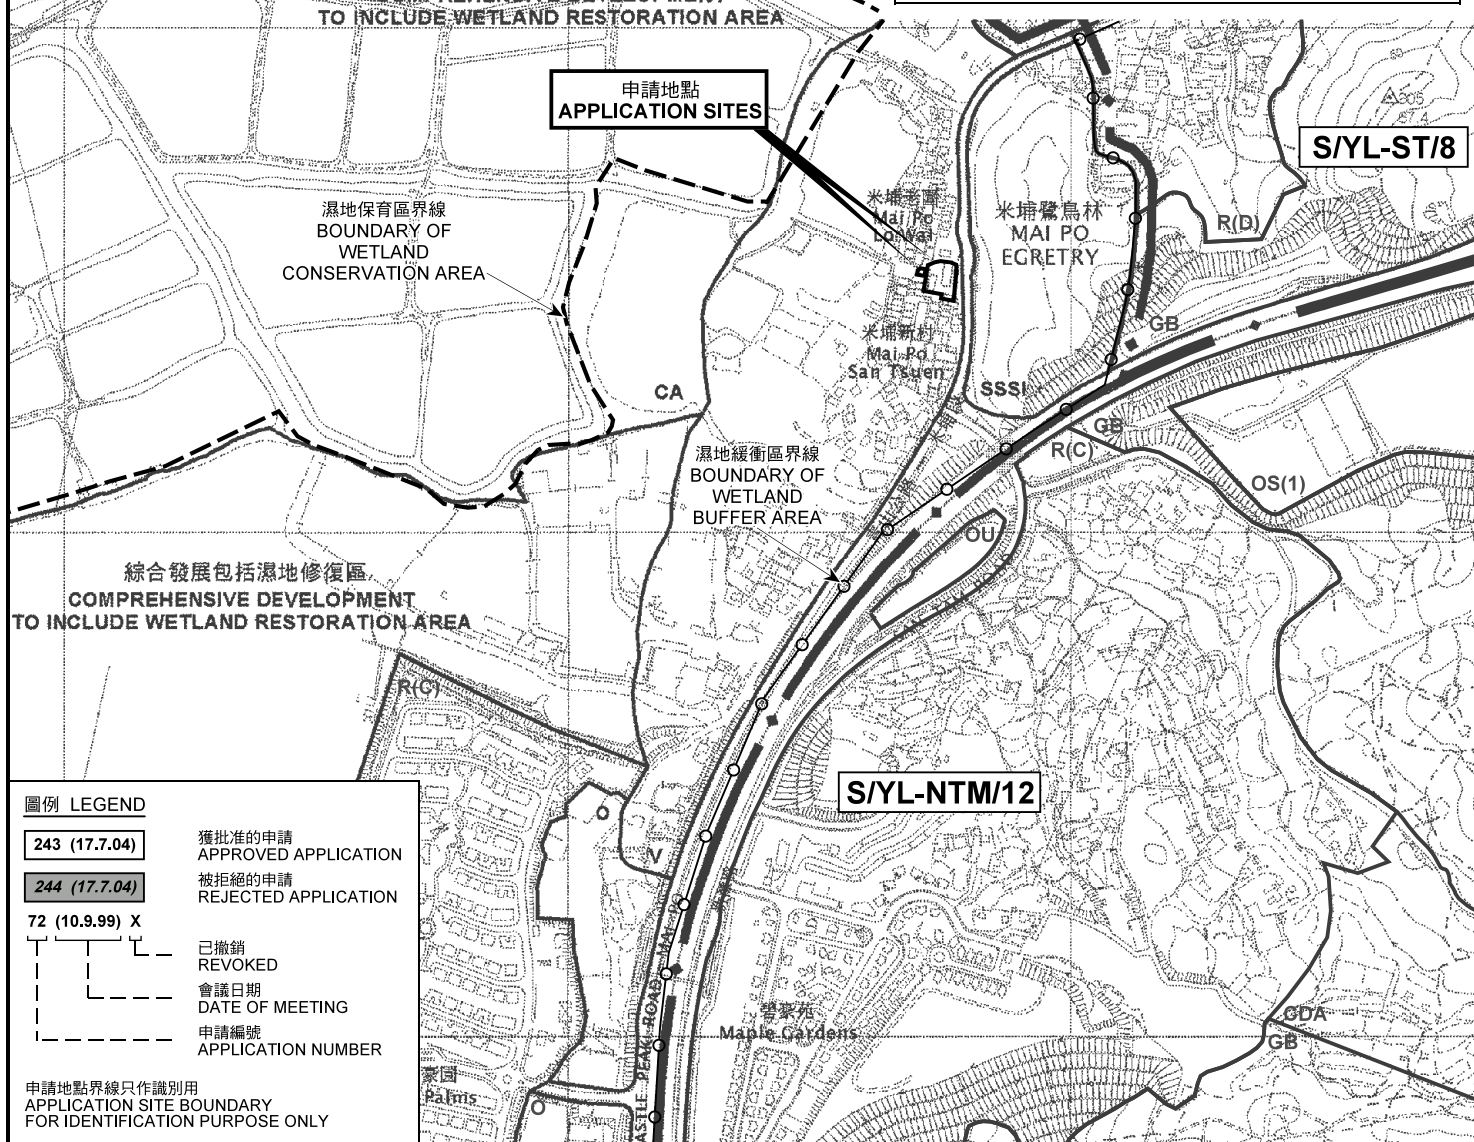 TO INCLUDE WETLAND RESTORATION AREA
申請地點
APPLICATION SITES
305
S/YL-ST/8
濕地保育區界線
BOUNDARY OF
WETLAND
CONSERVATION AREA
米埔老圍
Mai Po
Lo Wai
米埔鷺鳥林
MAI PO
EGRETRY
R(D)
GB
米埔新村
Mai Po
San Tsuen
CA
SSSI
GB
R(C)
OS(1)
濕地緩衝區界線
BOUNDARY OF
WETLAND
BUFFER AREA
OU
綜合發展包括濕地修復區
COMPREHENSIVE DEVELOPMENT
TO INCLUDE WETLAND RESTORATION AREA
R(C)
S/YL-NTM/12
O
V
圖例 LEGEND
243 (17.7.04)
獲批准的申請
APPROVED APPLICATION
244 (17.7.04)
被拒絕的申請
REJECTED APPLICATION
72 (10.9.99) X
已撤銷
REVOKED
會議日期
DATE OF MEETING
申請編號
APPLICATION NUMBER
申請地點界線只作識別用
APPLICATION SITE BOUNDARY
FOR IDENTIFICATION PURPOSE ONLY
碧豪苑
Maple Gardens
CDA
GB
豪園
Palms
O
CASTLE PEAK ROAD - MAI PO